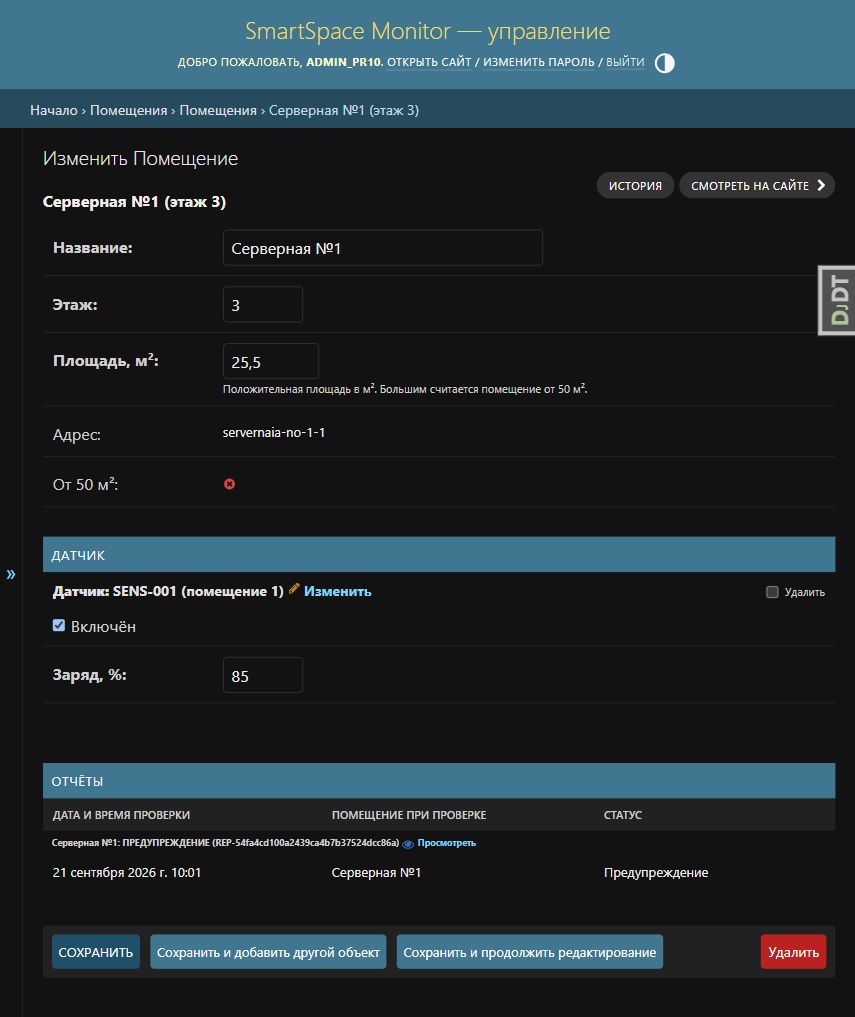 SmartSpace Monitor — управление
ДОБРО ПОЖАЛОВАТЬ, ADMIN_PR10. ОТКРЫТЬ САЙТ / ИЗМЕНИТЬ ПАРОЛЬ / ВЫЙТИ
Начало › Помещения › Помещения › Серверная №1 (этаж 3)
Изменить Помещение
ИСТОРИЯ
СМОТРЕТЬ НА САЙТЕ
Серверная №1 (этаж 3)
Название: Серверная №1
Этаж: 3
DJDT
Площадь, м²: 25,5
Положительная площадь в м². Большим считается помещение от 50 м².
Адрес: servernaia-no-1-1
От 50 м²:
»
ДАТЧИК
Датчик: SENS-001 (помещение 1) Изменить Удалить
Включён
Заряд, %: 85
ОТЧЁТЫ
ДАТА И ВРЕМЯ ПРОВЕРКИ ПОМЕЩЕНИЕ ПРИ ПРОВЕРКЕ СТАТУС
Серверная №1: ПРЕДУПРЕЖДЕНИЕ (REP-54fa4cd100a2439ca4b7b37524dcc86a) Просмотреть
21 сентября 2026 г. 10:01 Серверная №1 Предупреждение
СОХРАНИТЬ Сохранить и добавить другой объект Сохранить и продолжить редактирование Удалить